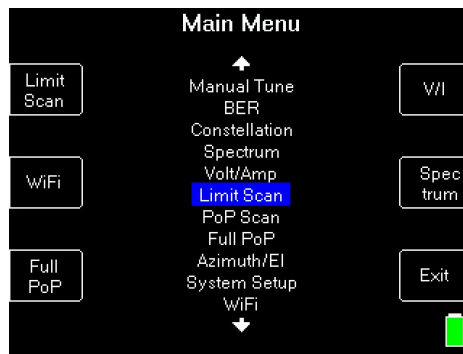 Main Menu
Limit
Scan
WiFi
Full
PoP
Manual Tune
BER
Constellation
Spectrum
Volt/Amp
Limit Scan
PoP Scan
Full PoP
Azimuth/El
System Setup
WiFi
V/I
Spec
trum
Exit